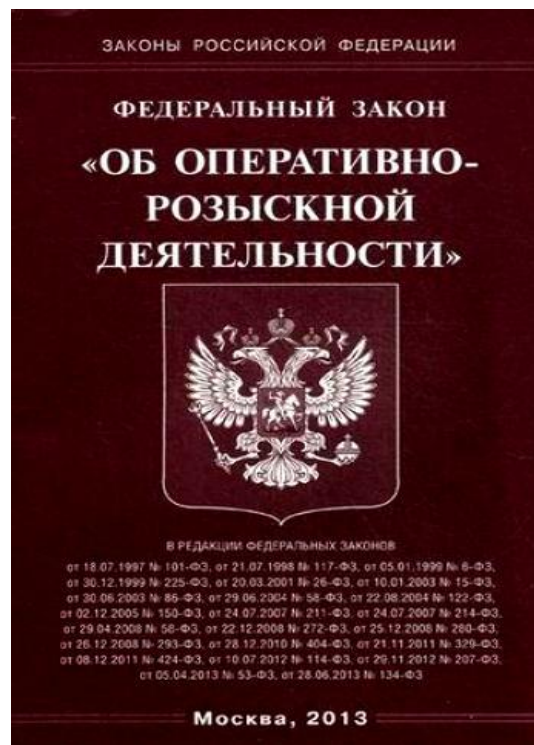 ЗАКОНЫ РОССИЙСКОЙ ФЕДЕРАЦИИ
ФЕДЕРАЛЬНЫЙ ЗАКОН
«ОБ ОПЕРАТИВНО-
РОЗЫСКНОЙ
ДЕЯТЕЛЬНОСТИ»
В РЕДАКЦИИ ФЕДЕРАЛЬНЫХ ЗАКОНОВ
от 18.07.1997 № 101-ФЗ, от 21.07.1998 № 117-ФЗ, от 05.01.1999 № 6-ФЗ,
от 30.12.1999 № 225-ФЗ, от 20.03.2001 № 26-ФЗ, от 10.01.2003 № 15-ФЗ,
от 30.06.2003 № 86-ФЗ, от 29.06.2004 № 58-ФЗ, от 22.08.2004 № 122-ФЗ,
от 02.12.2005 № 150-ФЗ, от 24.07.2007 № 211-ФЗ, от 24.07.2007 № 214-ФЗ,
от 29.04.2008 № 58-ФЗ, от 22.12.2008 № 272-ФЗ, от 25.12.2008 № 280-ФЗ,
от 26.12.2008 № 293-ФЗ, от 28.12.2010 № 404-ФЗ, от 21.11.2011 № 329-ФЗ,
от 08.12.2011 № 424-ФЗ, от 10.07.2012 № 114-ФЗ, от 29.11.2012 № 207-ФЗ,
от 05.04.2013 № 53-ФЗ, от 28.06.2013 № 134-ФЗ
Москва, 2013